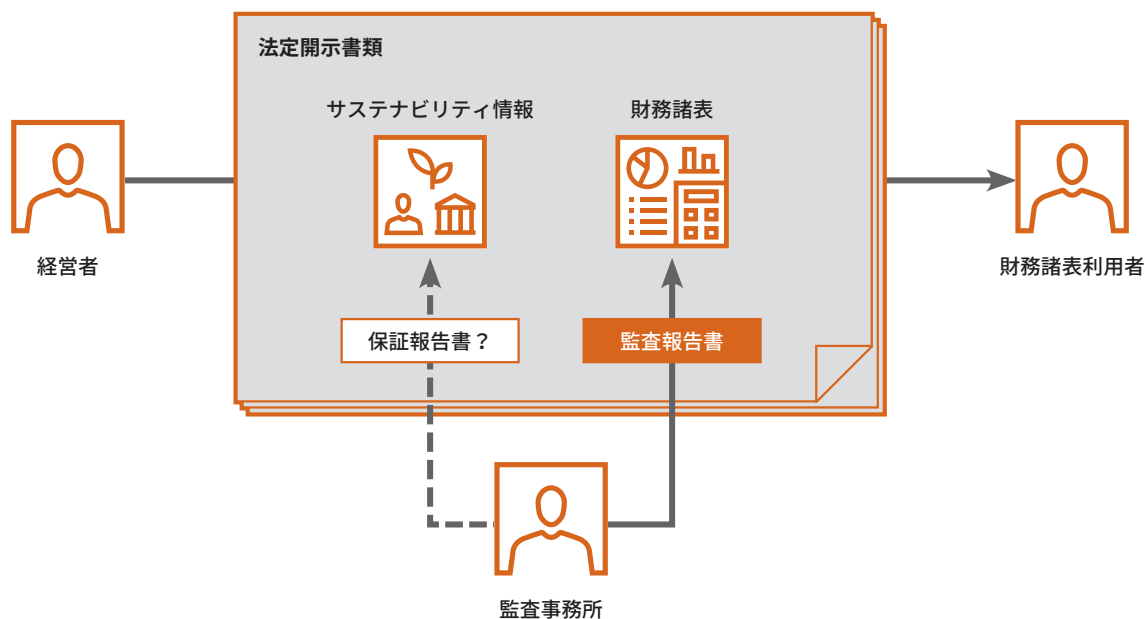 法定開示書類
サステナビリティ情報
財務諸表
経営者
財務諸表利用者
保証報告書？
監査報告書
監査事務所